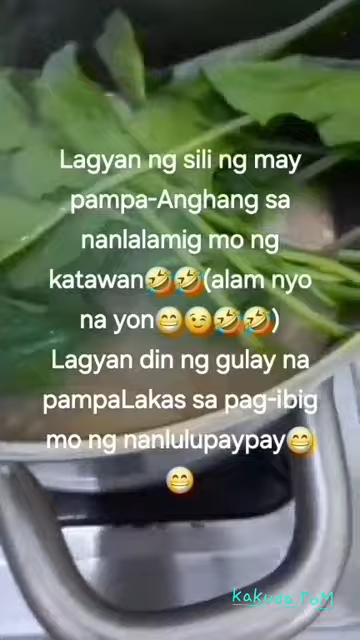 Lagyan ng sili ng may
pampa-Anghang sa
nanlalamig mo ng
katawan🤣🤣(alam nyo
na yon😁😉🤣🤣)
Lagyan din ng gulay na
pampaLakas sa pag-ibig
mo ng nanlulupaypay😁
😁
kakuda ToM